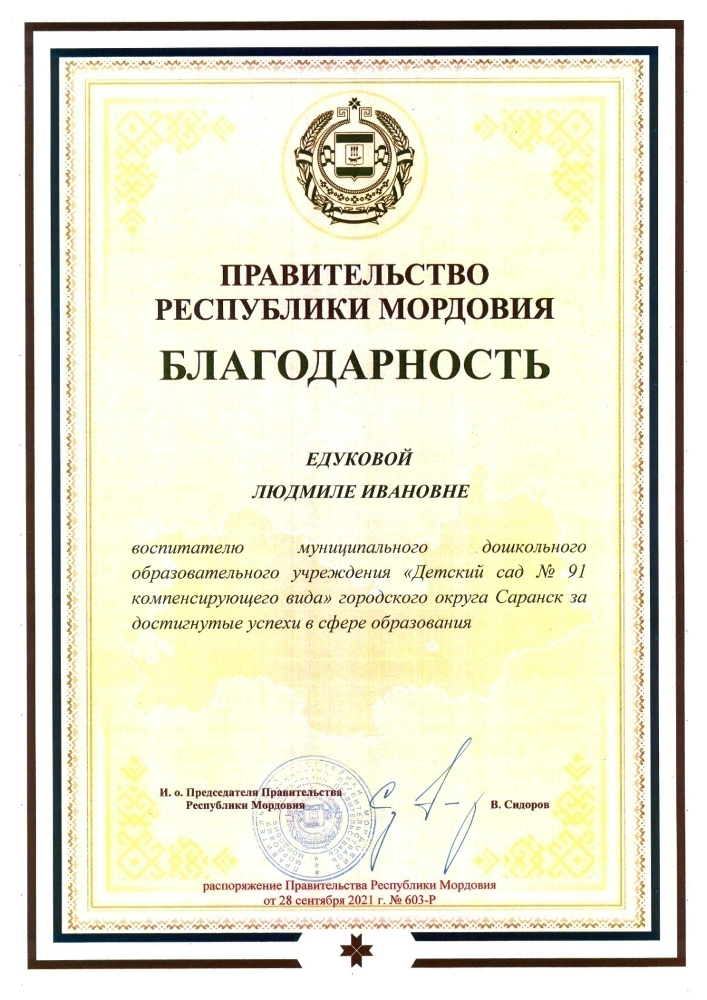 ПРАВИТЕЛЬСТВО
РЕСПУБЛИКИ МОРДОВИЯ
БЛАГОДАРНОСТЬ
ЕДУКОВОЙ
ЛЮДМИЛЕ ИВАНОВНЕ
воспитателю муниципального дошкольного
образовательного учреждения «Детский сад № 91
компенсирующего вида» городского округа Саранск за
достигнутые успехи в сфере образования
И. о. Председателя Правительства
Республики Мордовия
В. Сидоров
распоряжение Правительства Республики Мордовия
от 28 сентября 2021 г. № 603-Р